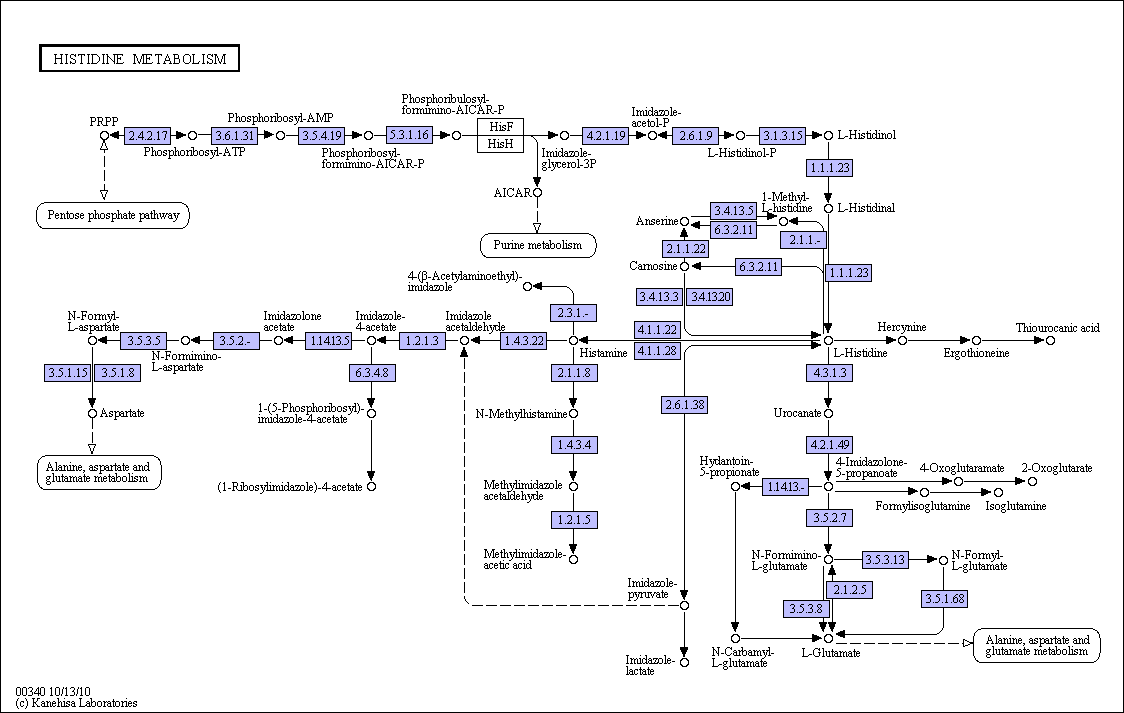 HISTIDINE METABOLISM
PRPP
2.4.2.17
Phosphoribosyl-ATP
3.6.1.31
Phosphoribosyl-AMP
3.5.4.19
Phosphoribosyl-
formimino-AICAR-P
5.3.1.16
Phosphoribulosyl-
formimino-AICAR-P
HisF
HisH
Imidazole-
glycerol-3P
4.2.1.19
Imidazole-
acetol-P
2.6.1.9
L-Histidinol-P
3.1.3.15
L-Histidinol
Pentose phosphate pathway
AICAR
Purine metabolism
1.1.1.23
L-Histidinal
1-Methyl-
L-histidine
3.4.13.5
6.3.2.11
Anserine
2.1.1.-
2.1.1.22
Carnosine
6.3.2.11
1.1.1.23
3.4.13.3
3.4.13.20
4-(β-Acetylaminoethyl)-
imidazole
2.3.1.-
4.1.1.22
4.1.1.28
N-Formyl-
L-aspartate
3.5.3.5
N-Formimino-
L-aspartate
3.5.2.-
Imidazolone
acetate
1.14.13.5
Imidazole-
4-acetate
1.2.1.3
Imidazole
acetaldehyde
1.4.3.22
Histamine
L-Histidine
Hercynine
Ergothioneine
Thiourocanic acid
3.5.1.15
3.5.1.8
6.3.4.8
2.1.1.8
4.3.1.3
2.6.1.38
Aspartate
1-(5-Phosphoribosyl)-
imidazole-4-acetate
N-Methylhistamine
Urocanate
1.4.3.4
4.2.1.49
Alanine, aspartate and
glutamate metabolism
(1-Ribosylimidazole)-4-acetate
Methylimidazole
acetaldehyde
Hydantoin-
5-propionate
1.14.13.-
4-Imidazolone-
5-propanoate
4-Oxoglutaramate
2-Oxoglutarate
Formylisoglutamine
Isoglutamine
1.2.1.5
3.5.2.7
Methylimidazole-
acetic acid
N-Formimino-
L-glutamate
3.5.3.13
N-Formyl-
L-glutamate
2.1.2.5
3.5.3.8
3.5.1.68
Imidazole-
pyruvate
Imidazole-
lactate
N-Carbamyl-
L-glutamate
L-Glutamate
Alanine, aspartate and
glutamate metabolism
00340 10/13/10
(c) Kanehisa Laboratories